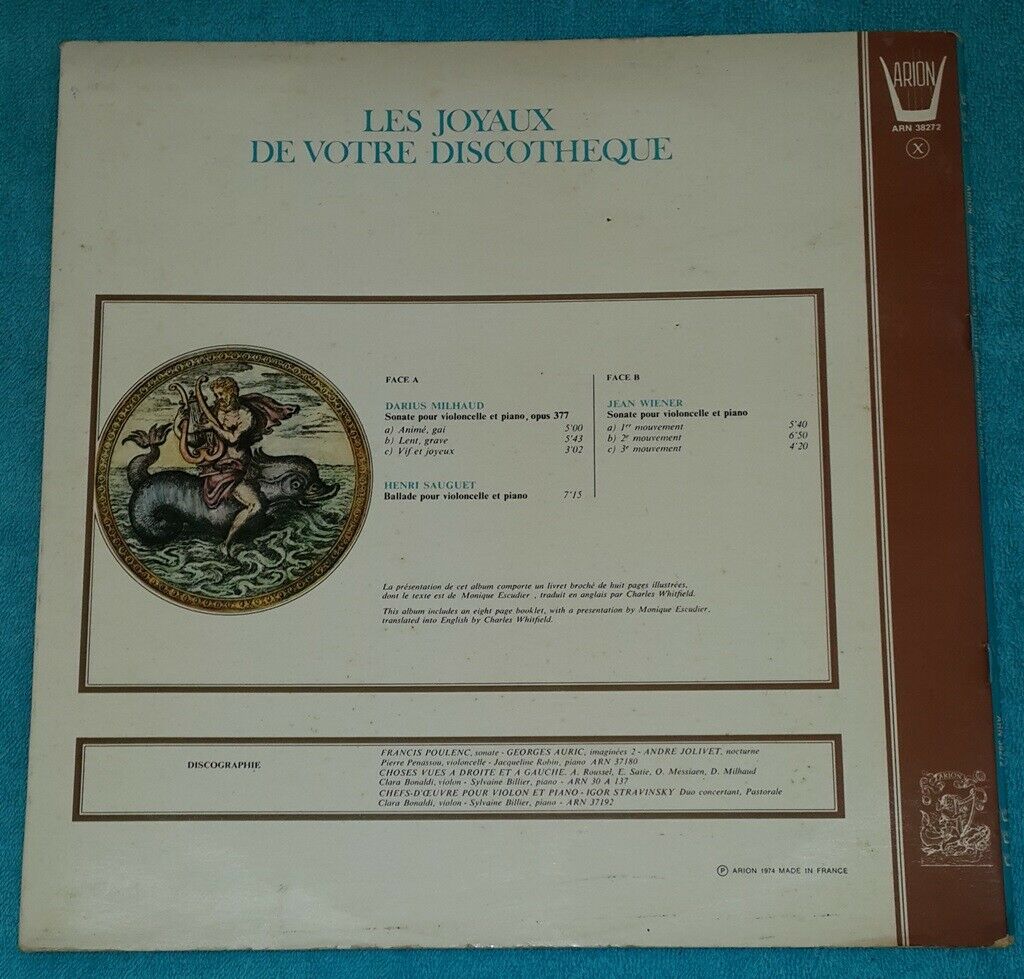 ARION
ARN 38272
X
LES JOYAUX
DE VOTRE DISCOTHEQUE
FACE A
DARIUS MILHAUD
Sonate pour violoncelle et piano, opus 377
a) Animé, gai 5'00
b) Lent, grave 5'43
c) Vif et joyeux 3'02
HENRI SAUGUET
Ballade pour violoncelle et piano 7'15
FACE B
JEAN WIENER
Sonate pour violoncelle et piano
a) 1er mouvement 5'40
b) 2e mouvement 6'50
c) 3e mouvement 4'20
La présentation de cet album comporte un livret broché de huit pages illustrées,
dont le texte est de Monique Escudier , traduit en anglais par Charles Whitfield.
This album includes an eight page booklet, with a presentation by Monique Escudier,
translated into English by Charles Whitfield.
DISCOGRAPHIE
FRANCIS POULENC, sonate - GEORGES AURIC, imaginées 2 - ANDRE JOLIVET, nocturne
Pierre Penassou, violoncelle - Jacqueline Robin, piano ARN 37180
CHOSES VUES A DROITE ET A GAUCHE. A. Roussel, E. Satie, O. Messiaen, D. Milhaud
Clara Bonaldi, violon - Sylvaine Billier, piano - ARN 30 A 137
CHEFS-D'ŒUVRE POUR VIOLON ET PIANO - IGOR STRAVINSKY Duo concertant, Pastorale
Clara Bonaldi, violon - Sylvaine Billier, piano - ARN 37192
ARION
Ⓟ ARION 1974 MADE IN FRANCE